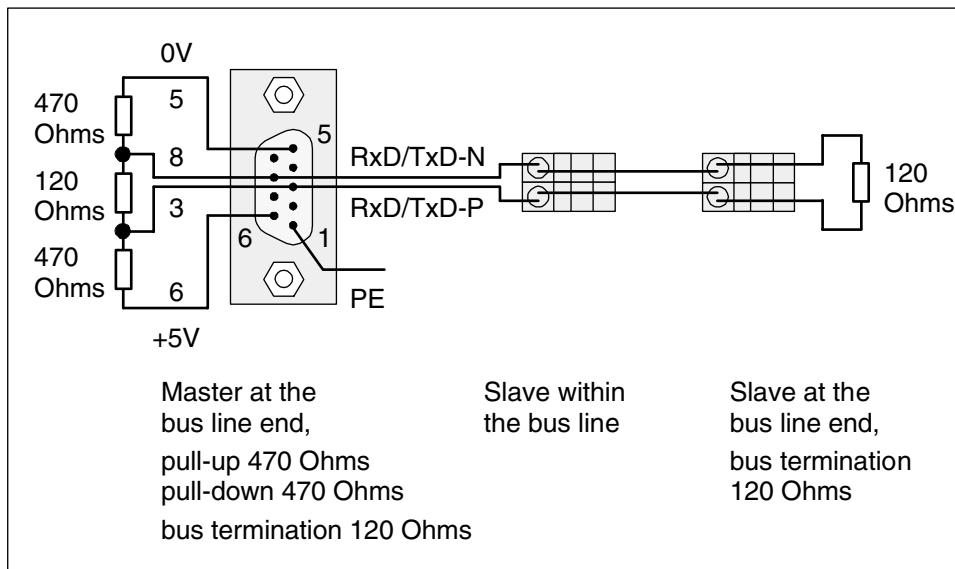 0V
470
Ohms
5
5
8
RxD/TxD-N
120
Ohms
120
Ohms
3
RxD/TxD-P
6
1
470
Ohms
6
PE
+5V
Master at the
bus line end,
pull-up 470 Ohms
pull-down 470 Ohms
bus termination 120 Ohms
Slave within
the bus line
Slave at the
bus line end,
bus termination
120 Ohms